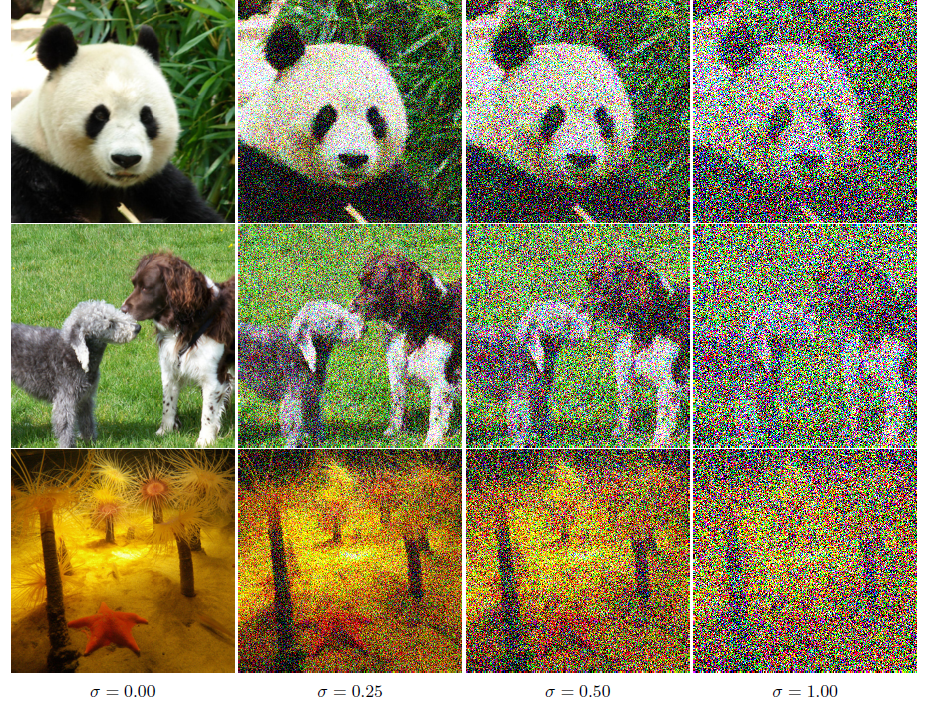 σ = 0.00 σ = 0.25 σ = 0.50 σ = 1.00